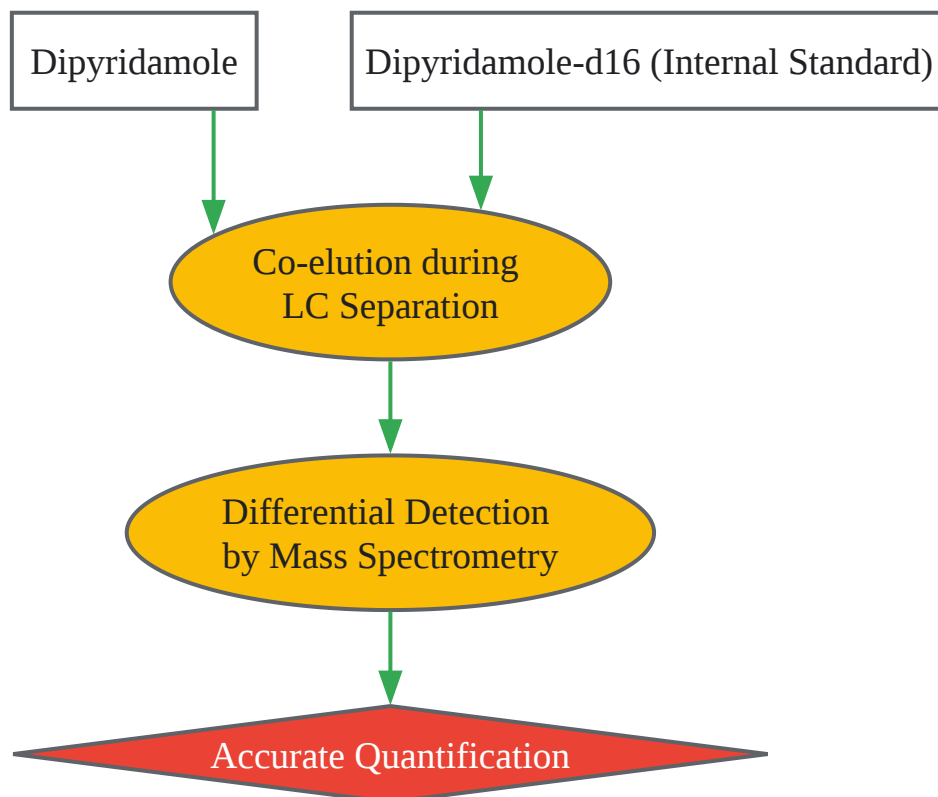 Dipyridamole
Dipyridamole-d16 (Internal Standard)
Co-elution during
LC Separation
Differential Detection
by Mass Spectrometry
Accurate Quantification